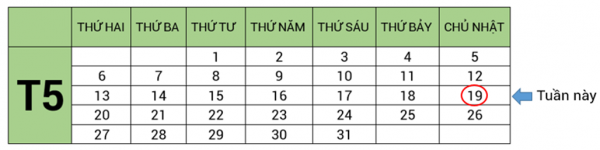 THỨ HAI THỨ BA THỨ TƯ THỨ NĂM THỨ SÁU THỨ BẢY CHỦ NHẬT
T5
1 2 3 4 5
6 7 8 9 10 11 12
13 14 15 16 17 18 19 Tuần này
20 21 22 23 24 25 26
27 28 29 30 31